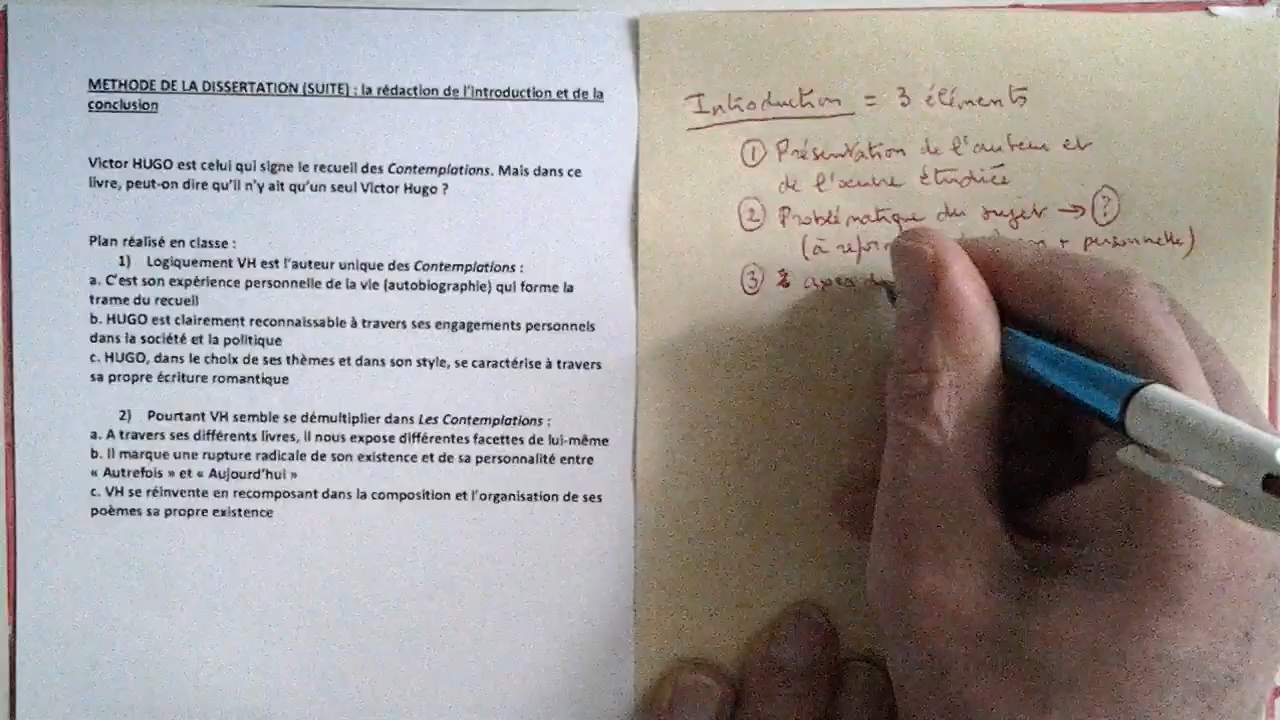 METHODE DE LA DISSERTATION (SUITE) : la rédaction de l'introduction et de la
conclusion
Victor HUGO est celui qui signe le recueil des Contemplations. Mais dans ce
livre, peut-on dire qu'il n'y ait qu'un seul Victor Hugo ?
Plan réalisé en classe :
1) Logiquement VH est l'auteur unique des Contemplations :
a. C'est son expérience personnelle de la vie (autobiographie) qui forme la
trame du recueil
b. HUGO est clairement reconnaissable à travers ses engagements personnels
dans la société et la politique
c. HUGO, dans le choix de ses thèmes et dans son style, se caractérise à travers
sa propre écriture romantique
2) Pourtant VH semble se démultiplier dans Les Contemplations :
a. A travers ses différents livres, il nous expose différentes facettes de lui-même
b. Il marque une rupture radicale de son existence et de sa personnalité entre
« Autrefois » et « Aujourd'hui »
c. VH se réinvente en recomposant dans la composition et l'organisation de ses
poèmes sa propre existence
Introduction = 3 éléments
① Présentation de l'auteur et
de l'œuvre étudiée
② Problématique du sujet → ?
(à + personnelle)
③ axes